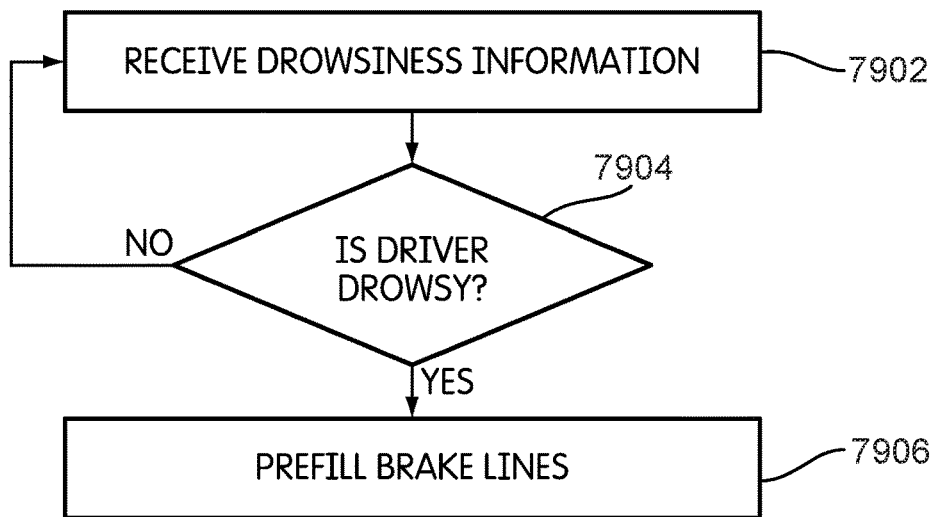 RECEIVE DROWSINESS INFORMATION
7902
7904
NO
IS DRIVER
DROWSY?
YES
PREFILL BRAKE LINES
7906